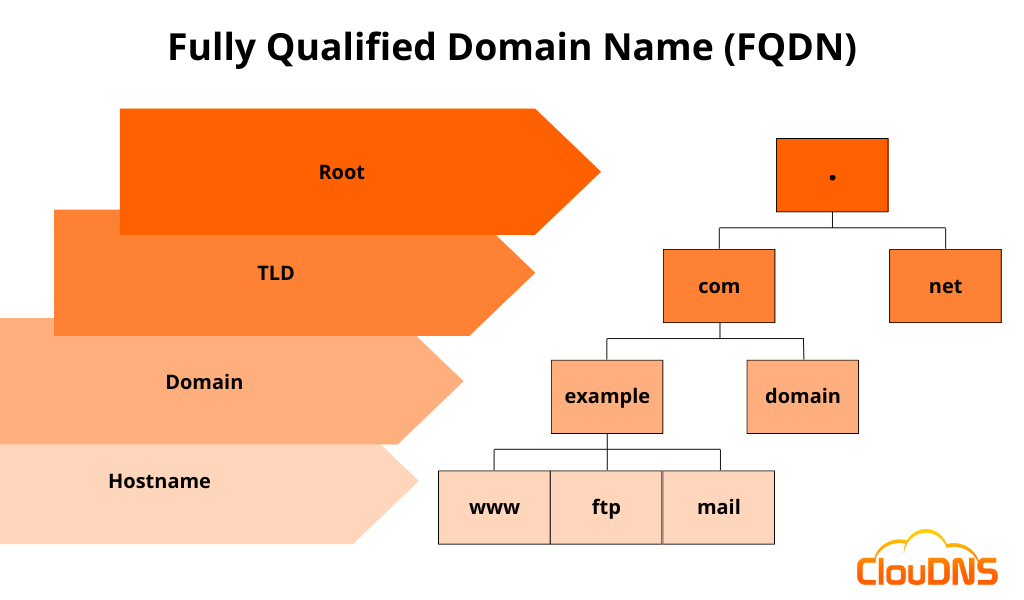 Fully Qualified Domain Name (FQDN)
Root
.
TLD
com
net
Domain
example
domain
Hostname
www
ftp
mail
ClouDNS